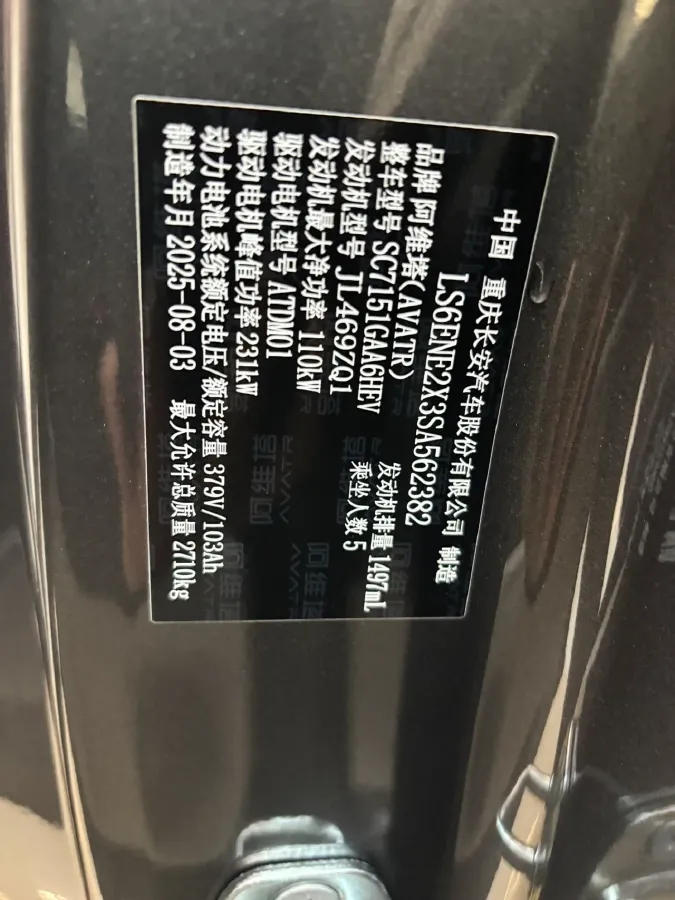 中国 重庆长安汽车股份有限公司 制造
LS6ENE2X3SA562382
品牌 阿维塔(AVATR)
整车型号 SC7151GAA6HEV 发动机排量 1497mL
发动机型号 JL469ZQ1 乘坐人数 5
发动机最大净功率 110kW
驱动电机型号 ATDM01
驱动电机峰值功率 231kW
动力电池系统额定电压/额定容量 379V/103Ah
制造年月 2025-08-03 最大允许总质量 2710kg